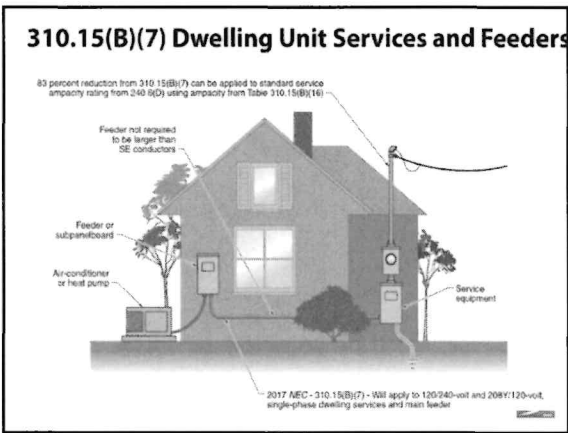 310.15(B)(7) Dwelling Unit Services and Feeders
83 percent reduction from 310.15(B)(7) can be applied to standard service
ampacity rating from 240.6(D) using ampacity from Table 310.15(B)(16)
Feeder not required
to be larger than
SE conductors
Feeder or
subpanelboard
Air-conditioner
or heat pump
Service
equipment
2017 NEC - 310.15(B)(7) - Will apply to 120/240-volt and 208Y/120-volt,
single-phase dwelling services and main feeder